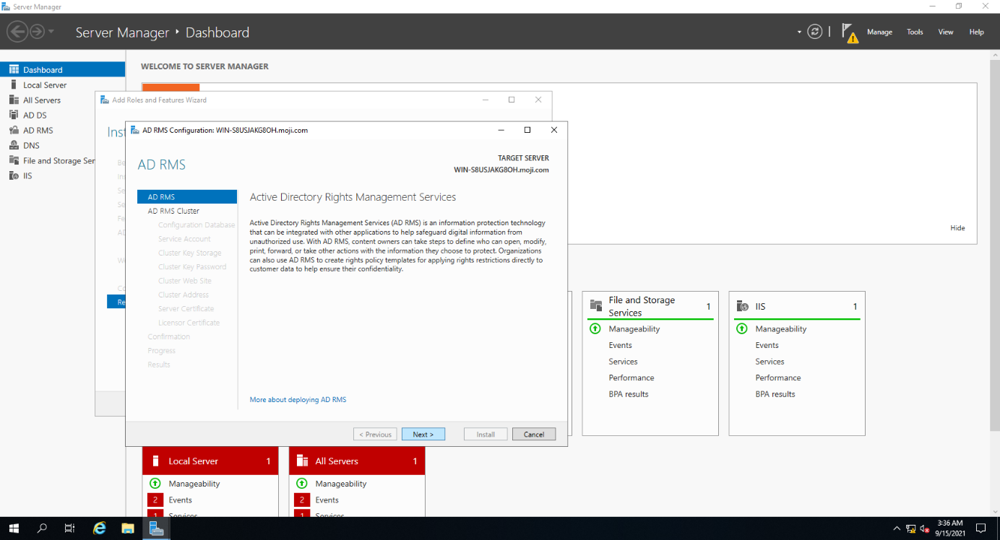 Server Manager
Server Manager ‣ Dashboard
Manage
Tools
View
Help
Dashboard
Local Server
All Servers
AD DS
AD RMS
DNS
File and Storage Ser
IIS
WELCOME TO SERVER MANAGER
Add Roles and Features Wizard
AD RMS Configuration: WIN-S8USJAKG8OH.moji.com
AD RMS
TARGET SERVER
WIN-S8USJAKG8OH.moji.com
AD RMS
AD RMS Cluster
Configuration Database
Service Account
Cluster Key Storage
Cluster Key Password
Cluster Web Site
Cluster Address
Server Certificate
Licensor Certificate
Confirmation
Progress
Results
Active Directory Rights Management Services
Active Directory Rights Management Services (AD RMS) is an information protection technology
that can be integrated with other applications to help safeguard digital information from
unauthorized use. With AD RMS, content owners can take steps to define who can open, modify,
print, forward, or take other actions with the information they choose to protect. Organizations
can also use AD RMS to create rights policy templates for applying rights restrictions directly to
customer data to help ensure their confidentiality.
More about deploying AD RMS
< Previous
Next >
Install
Cancel
Hide
File and Storage
Services
1
Manageability
Events
Services
Performance
BPA results
IIS
1
Manageability
Events
Services
Performance
BPA results
Local Server
1
Manageability
2
Events
1
Services
All Servers
1
Manageability
2
Events
1
Services
3:36 AM
9/15/2021